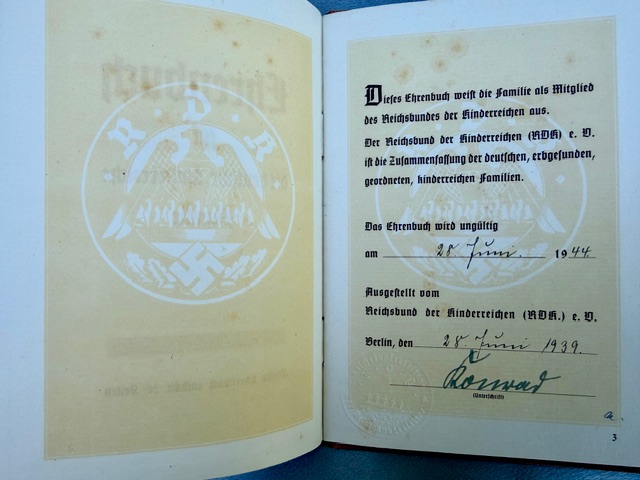 Ehrenbuch
R · D · K ·
Dieses Ehrenbuch weist die Familie als Mitglied
des Reichsbundes der Kinderreichen aus.
Der Reichsbund der Kinderreichen (RDK) e. V.
ist die Zusammenfassung der deutschen, erbgesunden,
geordneten, kinderreichen Familien.
Das Ehrenbuch wird ungültig
am 28. Juni. 1944.
Ausgestellt vom
Reichsbund der Kinderreichen (RDK.) e. V.
Berlin, den 28. Juni 1939.
Konrad
(Unterschrift)
3